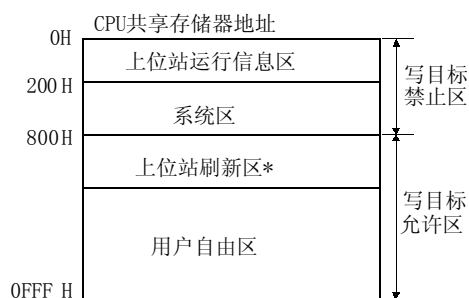 CPU共享存储器地址
0H
上位站运行信息区
写目标
禁止区
200 H
系统区
800 H
上位站刷新区*
写目标
允许区
用户自由区
0FFF H